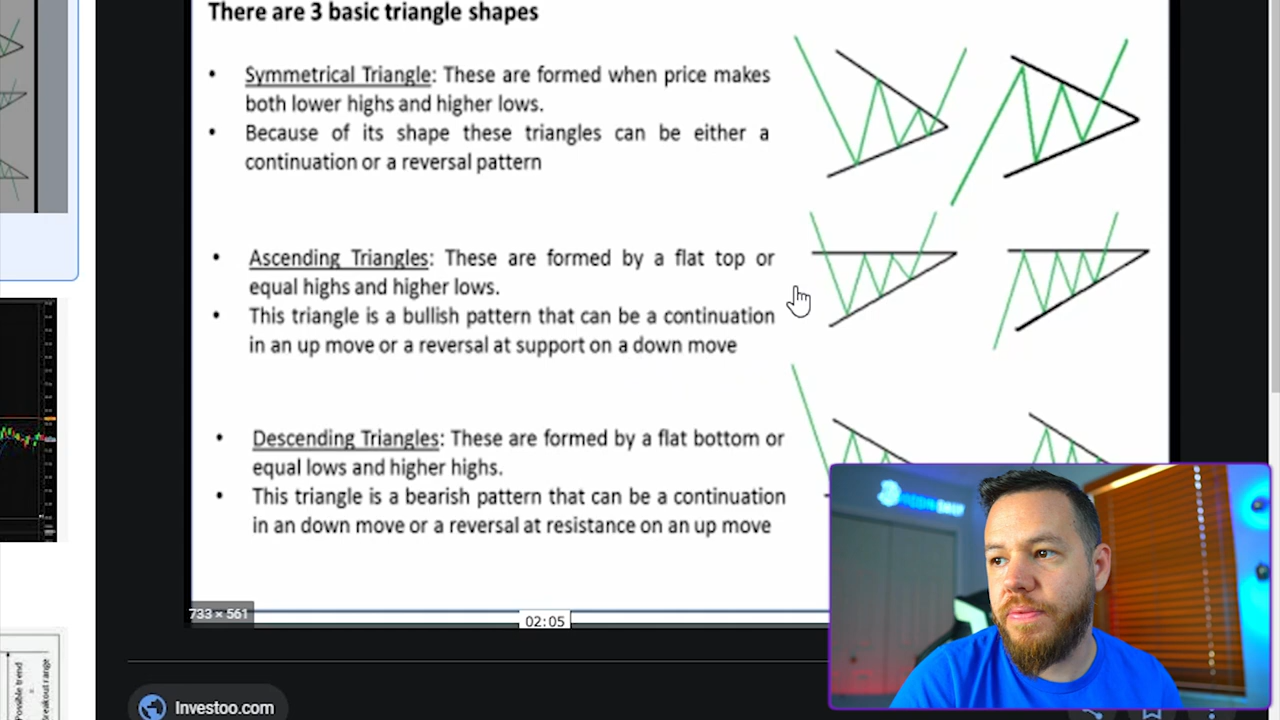 There are 3 basic triangle shapes
• Symmetrical Triangle: These are formed when price makes
both lower highs and higher lows.
• Because of its shape these triangles can be either a
continuation or a reversal pattern
• Ascending Triangles: These are formed by a flat top or
equal highs and higher lows.
• This triangle is a bullish pattern that can be a continuation
in an up move or a reversal at support on a down move
• Descending Triangles: These are formed by a flat bottom or
equal lows and higher highs.
• This triangle is a bearish pattern that can be a continuation
in an down move or a reversal at resistance on an up move
733 × 561
02:05
Possible trend
=
Breakout range
Investoo.com